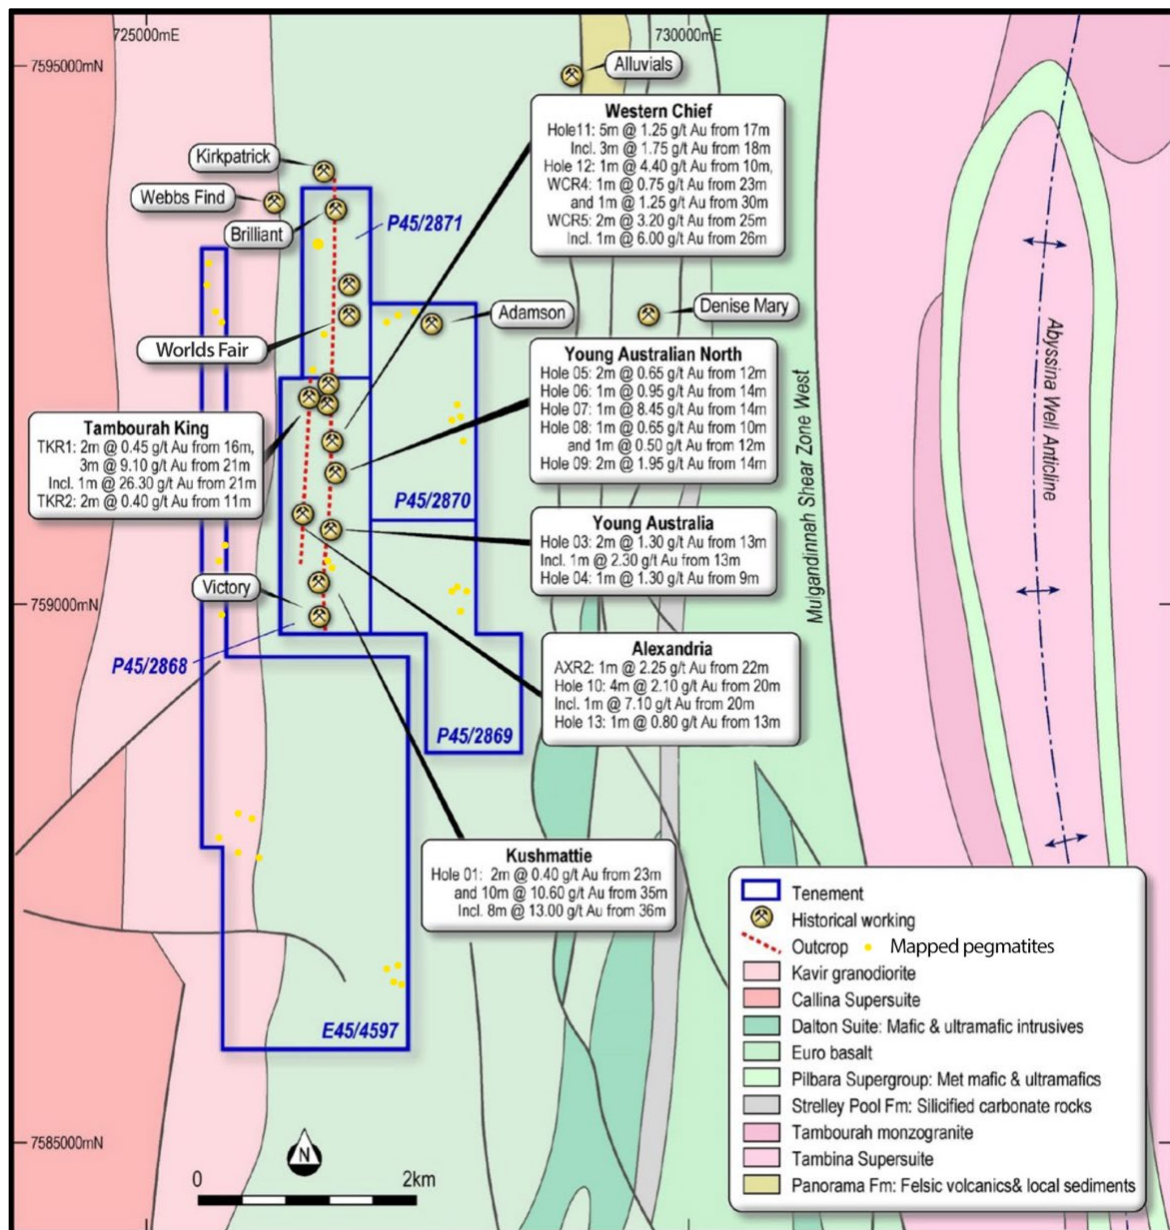 725000mE
730000mE
7595000mN
Alluvials
Western Chief
Hole11: 5m @ 1.25 g/t Au from 17m
Incl. 3m @ 1.75 g/t Au from 18m
Hole 12: 1m @ 4.40 g/t Au from 10m,
WCR4: 1m @ 0.75 g/t Au from 23m
and 1m @ 1.25 g/t Au from 30m
WCR5: 2m @ 3.20 g/t Au from 25m
Incl. 1m @ 6.00 g/t Au from 26m
Kirkpatrick
Webbs Find
Brilliant
P45/2871
Adamson
Denise Mary
Worlds Fair
Young Australian North
Hole 05: 2m @ 0.65 g/t Au from 12m
Hole 06: 1m @ 0.95 g/t Au from 14m
Hole 07: 1m @ 8.45 g/t Au from 14m
Hole 08: 1m @ 0.65 g/t Au from 10m
and 1m @ 0.50 g/t Au from 12m
Hole 09: 2m @ 1.95 g/t Au from 14m
Tambourah King
TKR1: 2m @ 0.45 g/t Au from 16m,
3m @ 9.10 g/t Au from 21m
Incl. 1m @ 26.30 g/t Au from 21m
TKR2: 2m @ 0.40 g/t Au from 11m
P45/2870
Young Australia
Hole 03: 2m @ 1.30 g/t Au from 13m
Incl. 1m @ 2.30 g/t Au from 13m
Hole 04: 1m @ 1.30 g/t Au from 9m
Mulgandinnah Shear Zone West
Abyssina Well Anticline
Victory
759000mN
P45/2868
Alexandria
AXR2: 1m @ 2.25 g/t Au from 22m
Hole 10: 4m @ 2.10 g/t Au from 20m
Incl. 1m @ 7.10 g/t Au from 20m
Hole 13: 1m @ 0.80 g/t Au from 13m
P45/2869
Kushmattie
Hole 01: 2m @ 0.40 g/t Au from 23m
and 10m @ 10.60 g/t Au from 35m
Incl. 8m @ 13.00 g/t Au from 36m
E45/4597
7585000mN
N
0 2km
Tenement
Historical working
Outcrop Mapped pegmatites
Kavir granodiorite
Callina Supersuite
Dalton Suite: Mafic & ultramafic intrusives
Euro basalt
Pilbara Supergroup: Met mafic & ultramafics
Strelley Pool Fm: Silicified carbonate rocks
Tambourah monzogranite
Tambina Supersuite
Panorama Fm: Felsic volcanics& local sediments